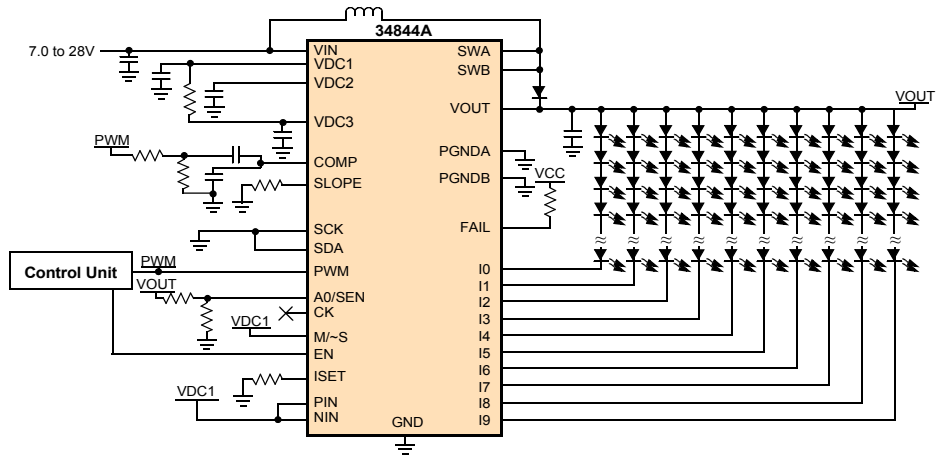 34844A
7.0 to 28V
VIN
VDC1
VDC2
VDC3
PWM
COMP
SLOPE
SCK
SDA
Control Unit
PWM
PWM
VOUT
A0/SEN
CK
VDC1
M/~S
EN
ISET
VDC1
PIN
NIN
GND
SWA
SWB
VOUT
VOUT
PGNDA
PGNDB
VCC
FAIL
I0
I1
I2
I3
I4
I5
I6
I7
I8
I9